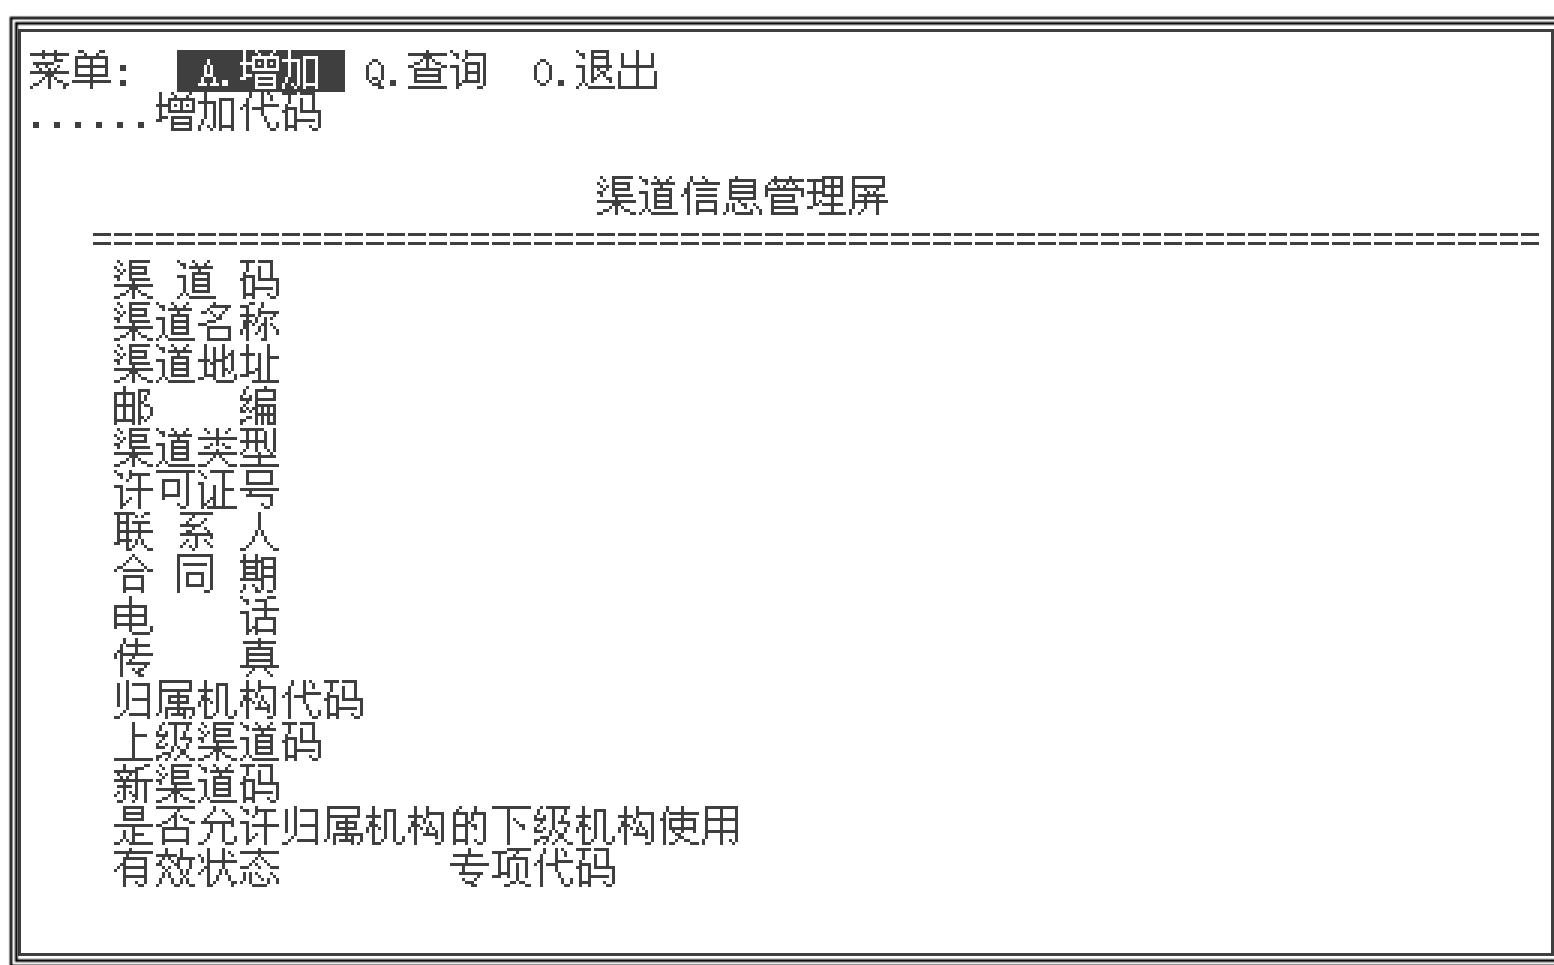 菜单: A.增加 Q.查询 O.退出
......增加代码
渠道信息管理屏
=====================================================================
渠 道 码
渠道名称
渠道地址
邮 编
渠道类型
许可证号
联 系 人
合 同 期
电 话
传 真
归属机构代码
上级渠道码
新渠道码
是否允许归属机构的下级机构使用
有效状态 专项代码